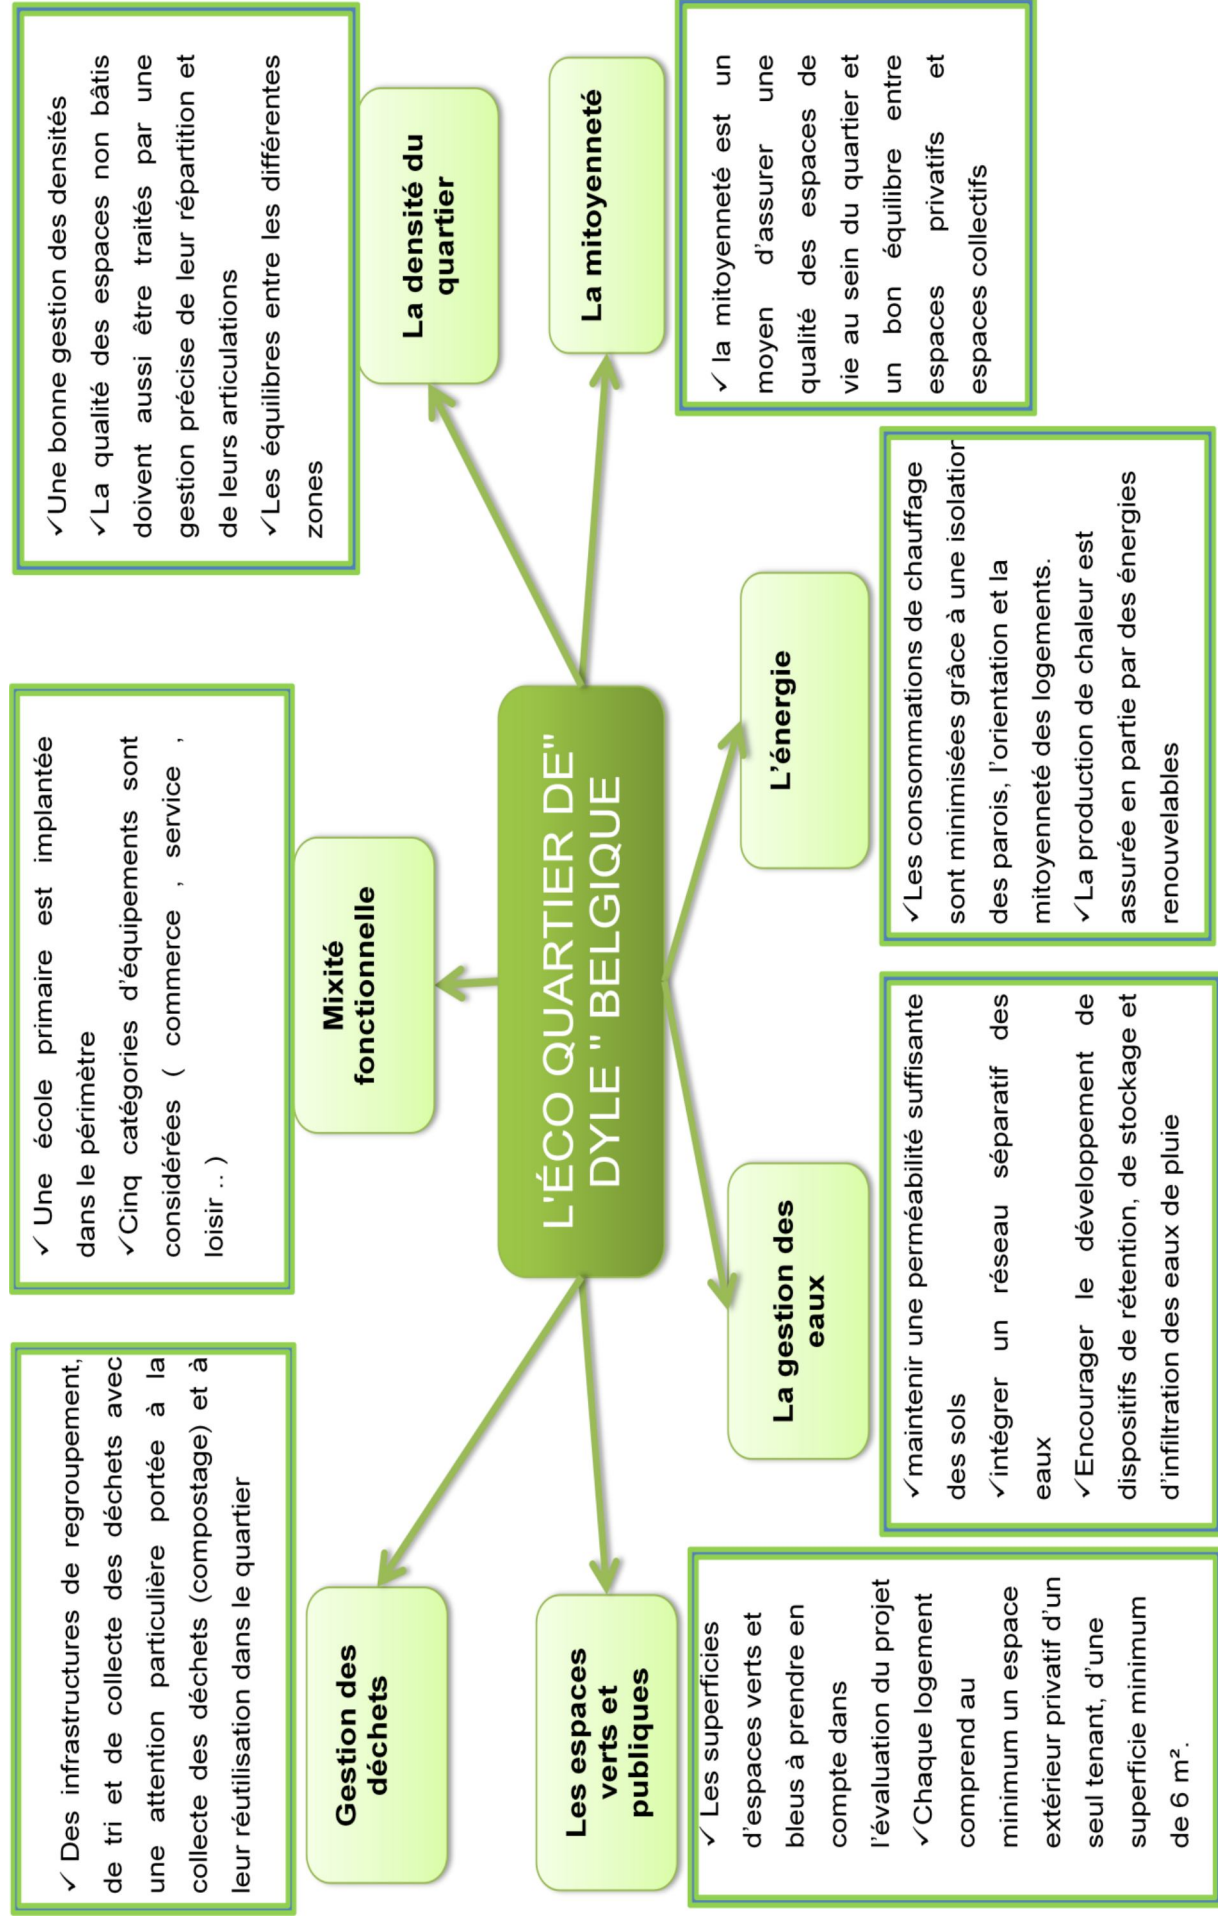 ✓ Des infrastructures de regroupement,
de tri et de collecte des déchets avec
une attention particulière portée à la
collecte des déchets (compostage) et à
leur réutilisation dans le quartier
Gestion des
déchets
✓ Une école primaire est implantée
dans le périmètre
✓Cinq catégories d'équipements sont
considérées ( commerce , service ,
loisir .. )
Mixité
fonctionnelle
✓Une bonne gestion des densités
✓La qualité des espaces non bâtis
doivent aussi être traités par une
gestion précise de leur répartition et
de leurs articulations
✓Les équilibres entre les différentes
zones
La densité du
quartier
L'ÉCO QUARTIER DE"
DYLE " BELGIQUE
La mitoyenneté
✓ la mitoyenneté est un
moyen d'assurer une
qualité des espaces de
vie au sein du quartier et
un bon équilibre entre
espaces privatifs et
espaces collectifs
Les espaces
verts et
publiques
✓ Les superficies
d'espaces verts et
bleus à prendre en
compte dans
l'évaluation du projet
✓Chaque logement
comprend au
minimum un espace
extérieur privatif d'un
seul tenant, d'une
superficie minimum
de 6 m².
La gestion des
eaux
✓maintenir une perméabilité suffisante
des sols
✓intégrer un réseau séparatif des
eaux
✓Encourager le développement de
dispositifs de rétention, de stockage et
d'infiltration des eaux de pluie
L'énergie
✓Les consommations de chauffage
sont minimisées grâce à une isolation
des parois, l'orientation et la
mitoyenneté des logements.
✓La production de chaleur est
assurée en partie par des énergies
renouvelables